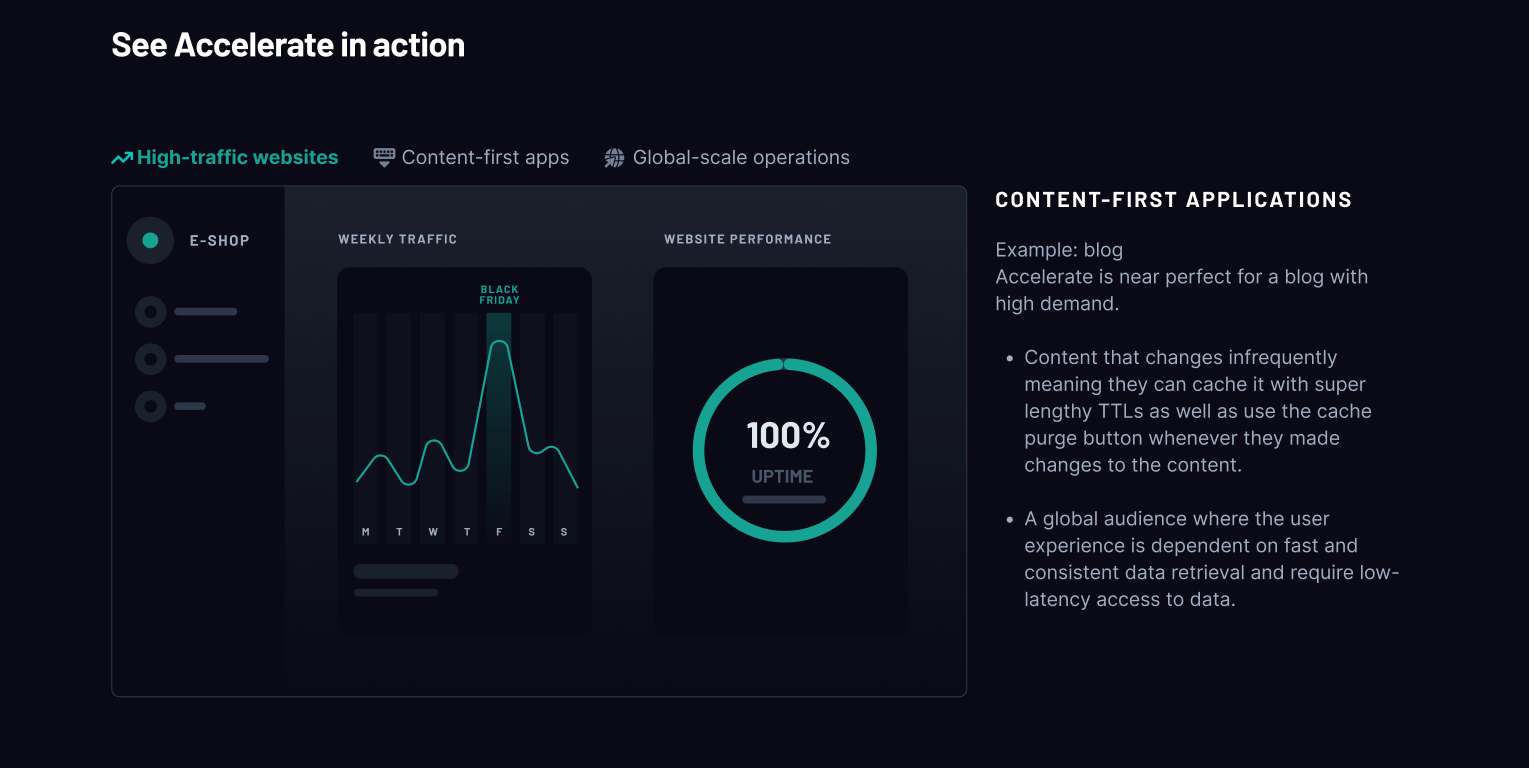 See Accelerate in action
High-traffic websites
Content-first apps
Global-scale operations
E-SHOP
WEEKLY TRAFFIC
BLACK
FRIDAY
M T W T F S S
WEBSITE PERFORMANCE
100%
UPTIME
CONTENT-FIRST APPLICATIONS
Example: blog
Accelerate is near perfect for a blog with
high demand.
• Content that changes infrequently
meaning they can cache it with super
lengthy TTLs as well as use the cache
purge button whenever they made
changes to the content.
• A global audience where the user
experience is dependent on fast and
consistent data retrieval and require low-
latency access to data.